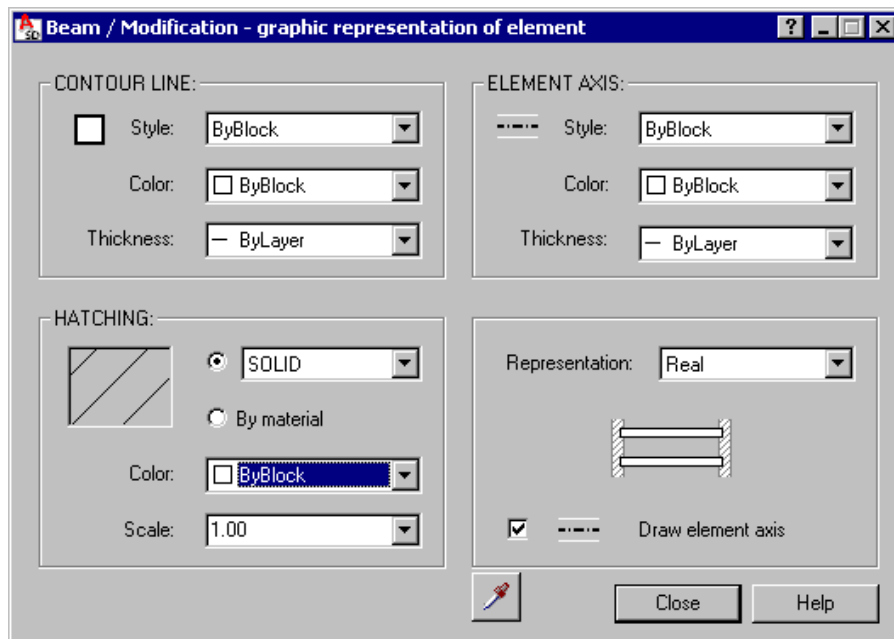 A SD Beam / Modification - graphic representation of element ? _ X
CONTOUR LINE:
Style: ByBlock
Color: ByBlock
Thickness: ByLayer
ELEMENT AXIS:
Style: ByBlock
Color: ByBlock
Thickness: ByLayer
HATCHING:
SOLID
By material
Color: ByBlock
Scale: 1.00
Representation: Real
Draw element axis
Close Help